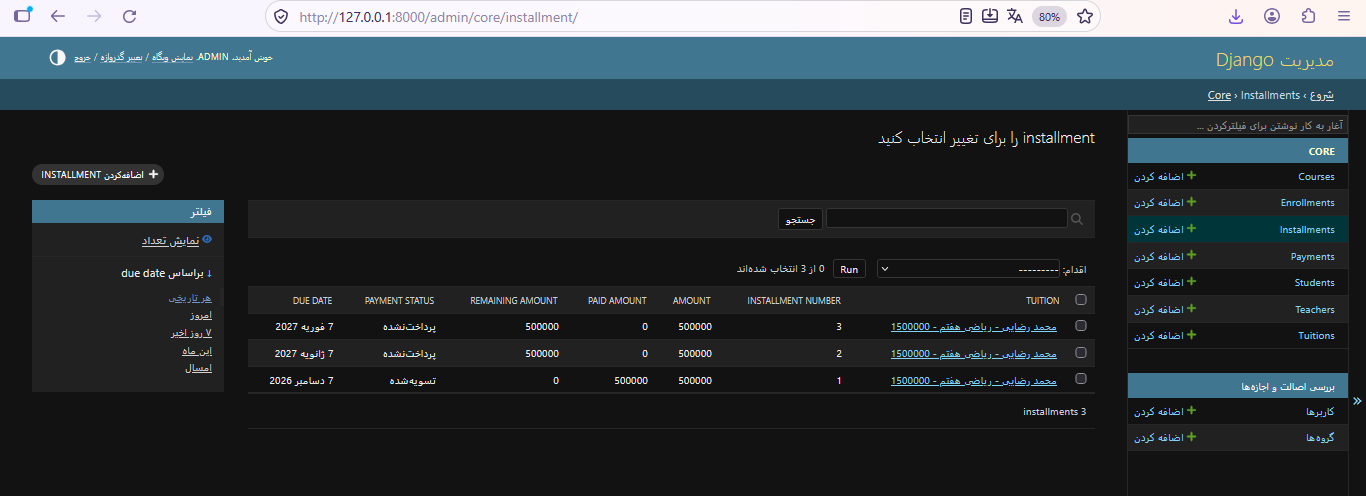 http://127.0.0.1:8000/admin/core/installment/
80%
مدیریت Django
خوش آمدید، ADMIN. نمایش وبگاه / تغییر گذرواژه / خروج
شروع › Core › Installments
آغاز به کار نوشتن برای فیلترکردن ...
CORE
Courses + اضافه کردن
Enrollments + اضافه کردن
Installments + اضافه کردن
Payments + اضافه کردن
Students + اضافه کردن
Teachers + اضافه کردن
Tuitions + اضافه کردن
بررسی اصالت و اجازه‌ها
کاربرها + اضافه کردن
گروه‌ها + اضافه کردن
»
installment را برای تغییر انتخاب کنید
+ اضافه‌کردن INSTALLMENT
جستجو
اقدام: --------- Run 0 از 3 انتخاب شده‌اند
TUITION INSTALLMENT NUMBER AMOUNT PAID AMOUNT REMAINING AMOUNT PAYMENT STATUS DUE DATE
محمد رضایی - ریاضی هفتم - 1500000 3 500000 0 500000 پرداخت‌نشده 7 فوریه 2027
محمد رضایی - ریاضی هفتم - 1500000 2 500000 0 500000 پرداخت‌نشده 7 ژانویه 2027
محمد رضایی - ریاضی هفتم - 1500000 1 500000 500000 0 تسویه‌شده 7 دسامبر 2026
3 installments
فیلتر
نمایش تعداد
↓ براساس due date
هر تاریخی
امروز
۷ روز اخیر
این ماه
امسال